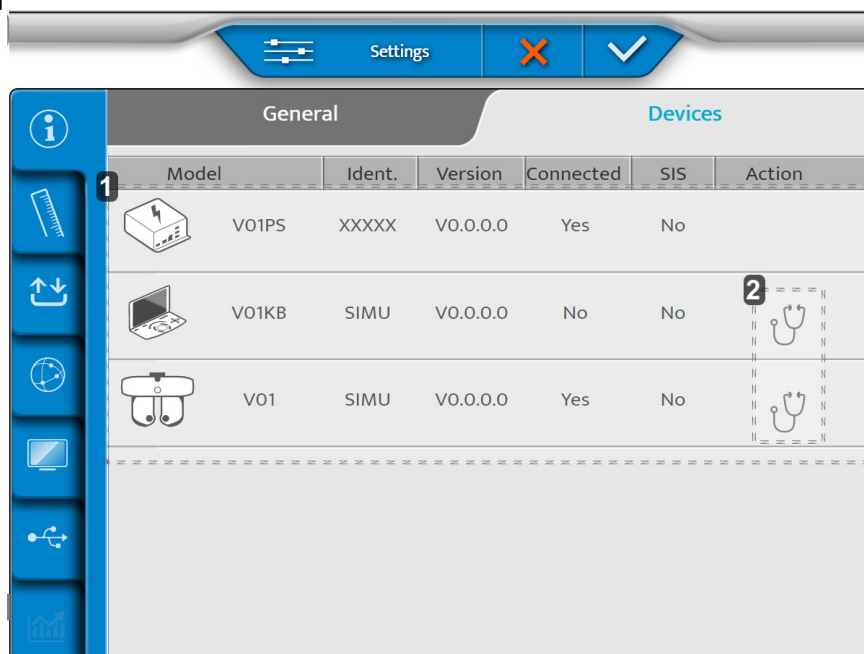 Settings
General
Devices
1
Model Ident. Version Connected SIS Action
V01PS XXXXX V0.0.0.0 Yes No
2
V01KB SIMU V0.0.0.0 No No
V01 SIMU V0.0.0.0 Yes No